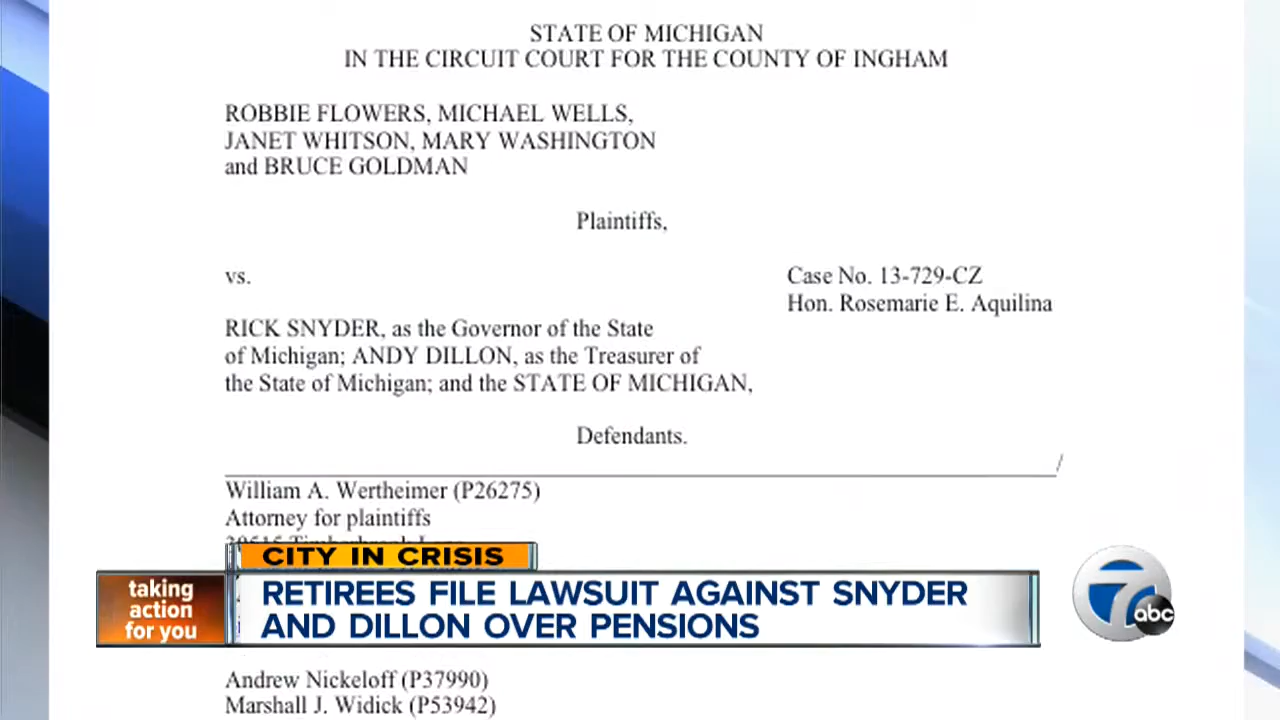 STATE OF MICHIGAN
IN THE CIRCUIT COURT FOR THE COUNTY OF INGHAM
ROBBIE FLOWERS, MICHAEL WELLS,
JANET WHITSON, MARY WASHINGTON
and BRUCE GOLDMAN
Plaintiffs,
vs.
Case No. 13-729-CZ
Hon. Rosemarie E. Aquilina
RICK SNYDER, as the Governor of the State
of Michigan; ANDY DILLON, as the Treasurer of
the State of Michigan; and the STATE OF MICHIGAN,
Defendants.
/
William A. Wertheimer (P26275)
Attorney for plaintiffs
CITY IN CRISIS
taking
action
for you
RETIREES FILE LAWSUIT AGAINST SNYDER
AND DILLON OVER PENSIONS
7
abc
Andrew Nickeloff (P37990)
Marshall J. Widick (P53942)